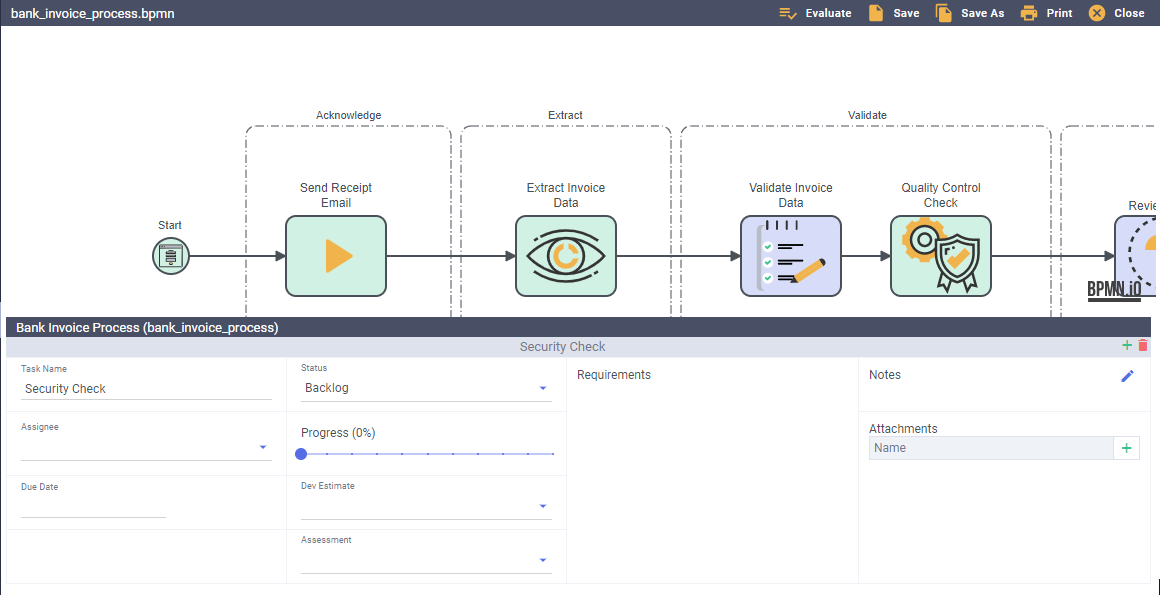 bank_invoice_process.bpmn
Evaluate
Save
Save As
Print
Close
Acknowledge
Extract
Validate
Send Receipt
Email
Extract Invoice
Data
Validate Invoice
Data
Quality Control
Check
Start
BPMN.iO
Bank Invoice Process (bank_invoice_process)
Security Check
Task Name
Security Check
Status
Backlog
Requirements
Notes
Assignee
Progress (0%)
Attachments
Name
Due Date
Dev Estimate
Assessment